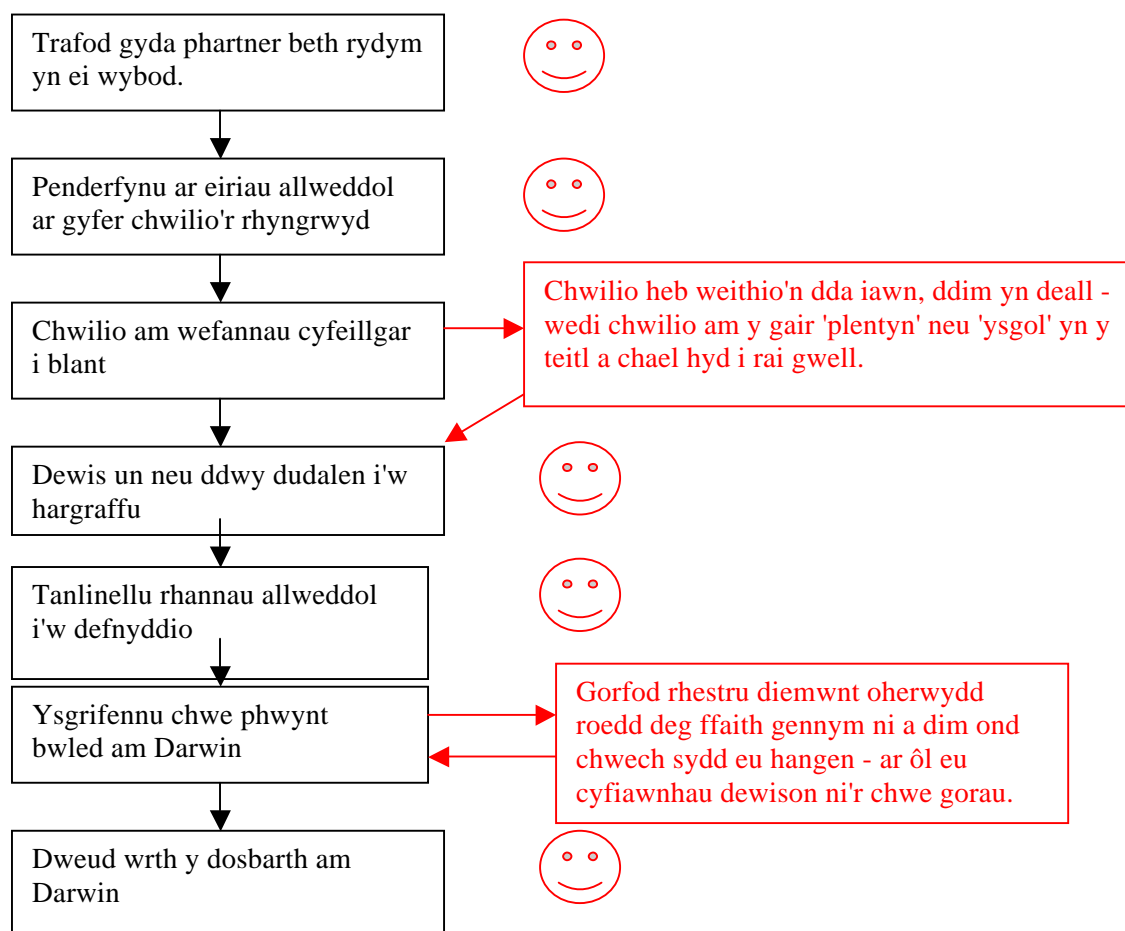 Trafod gyda phartner beth rydym
yn ei wybod.
Penderfynu ar eiriau allweddol
ar gyfer chwilio'r rhyngrwyd
Chwilio am wefannau cyfeillgar
i blant
Chwilio heb weithio'n dda iawn, ddim yn deall -
wedi chwilio am y gair 'plentyn' neu 'ysgol' yn y
teitl a chael hyd i rai gwell.
Dewis un neu ddwy dudalen i'w
hargraffu
Tanlinellu rhannau allweddol
i'w defnyddio
Ysgrifennu chwe phwynt
bwled am Darwin
Gorfod rhestru diemwnt oherwydd
roedd deg ffaith gennym ni a dim ond
chwech sydd eu hangen - ar ôl eu
cyfiawnhau dewison ni'r chwe gorau.
Dweud wrth y dosbarth am
Darwin